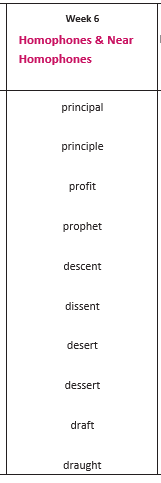 Week 6
Homophones & Near
Homophones
principal
principle
profit
prophet
descent
dissent
desert
dessert
draft
draught